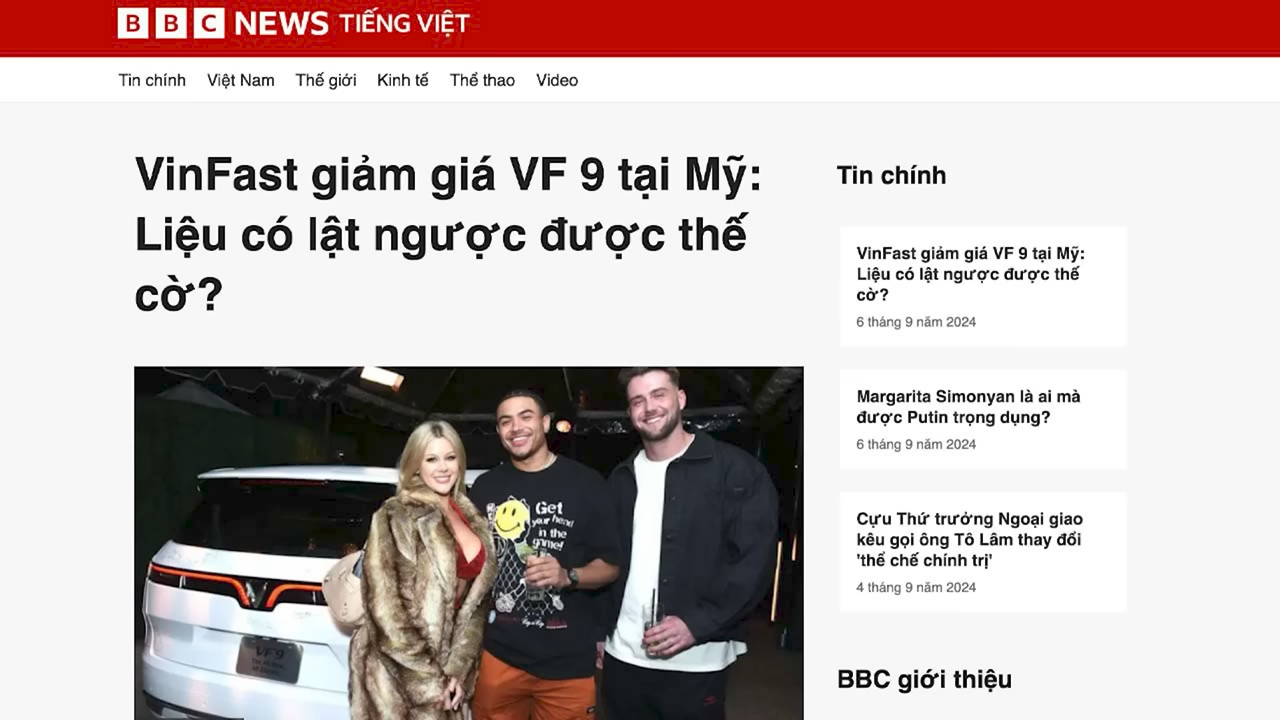 BBC NEWS TIẾNG VIỆT
Tin chính Việt Nam Thế giới Kinh tế Thể thao Video
VinFast giảm giá VF 9 tại Mỹ:
Liệu có lật ngược được thế
cờ?
Get
your head
in the
game!
VF9
Tin chính
VinFast giảm giá VF 9 tại Mỹ:
Liệu có lật ngược được thế
cờ?
6 tháng 9 năm 2024
Margarita Simonyan là ai mà
được Putin trọng dụng?
6 tháng 9 năm 2024
Cựu Thứ trưởng Ngoại giao
kêu gọi ông Tô Lâm thay đổi
'thể chế chính trị'
4 tháng 9 năm 2024
BBC giới thiệu